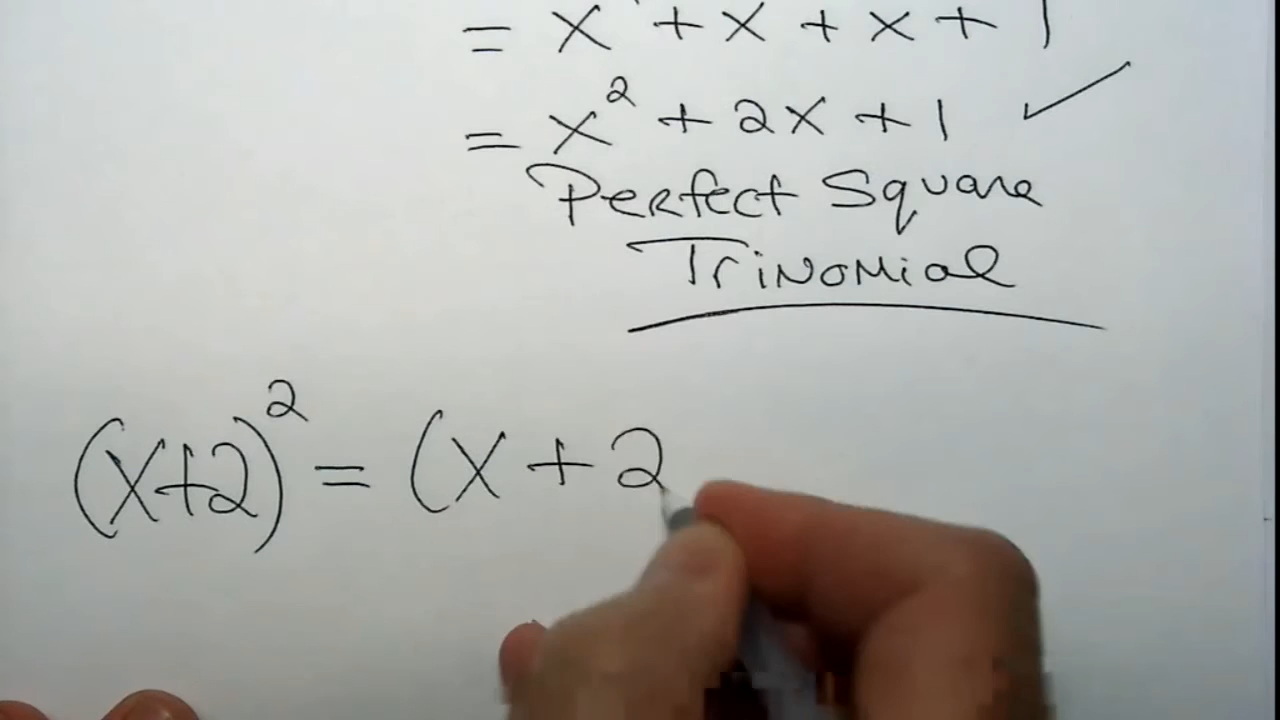 = x + x + x + 1
= x² + 2x + 1 ✓
Perfect Square
Trinomial
(x+2)² = (x + 2